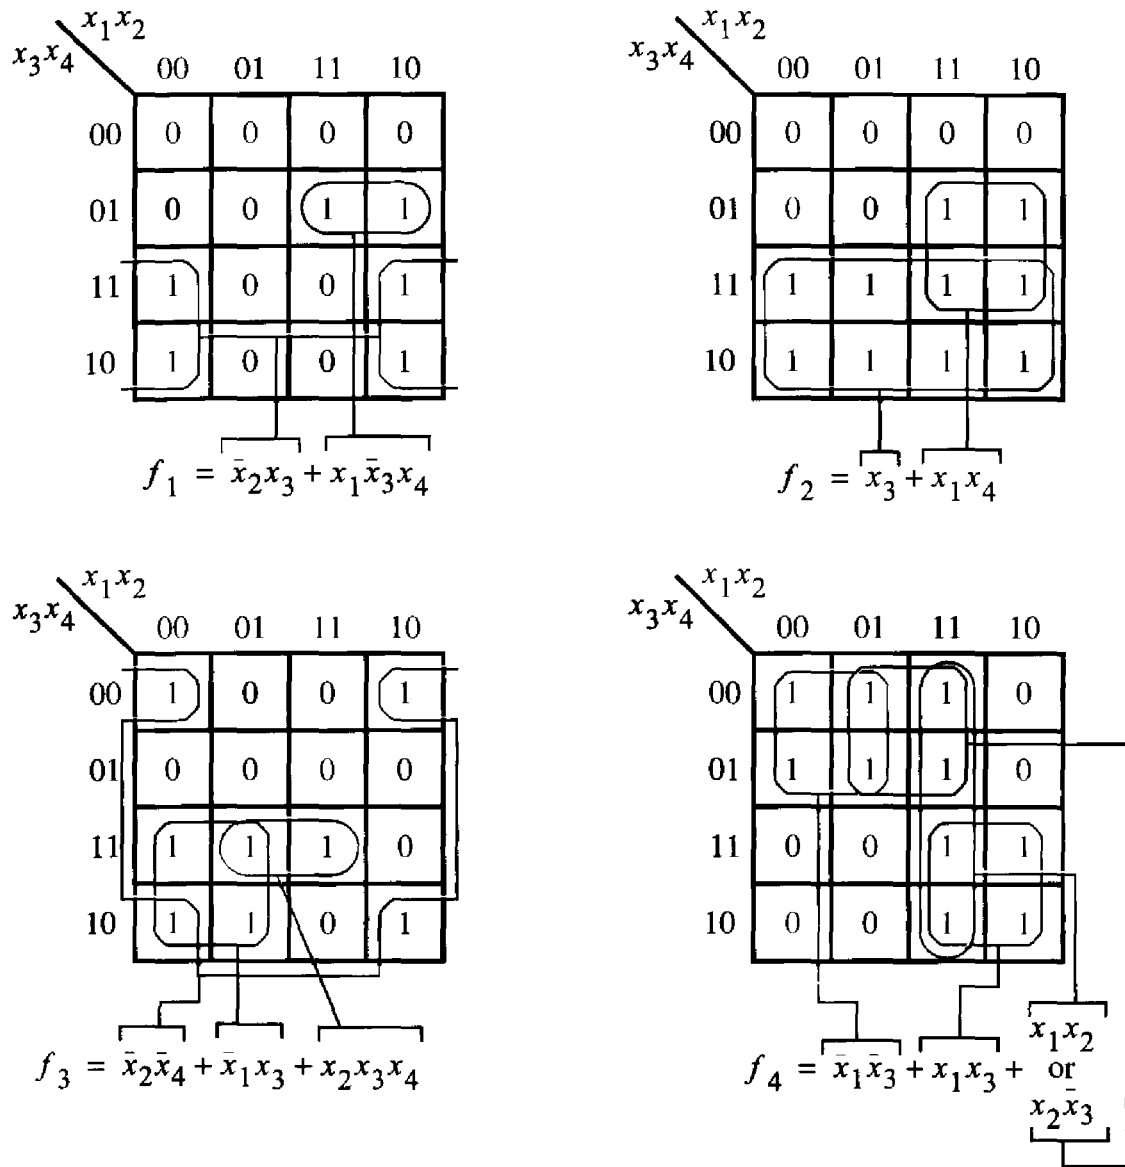 x₁x₂
x₃x₄ 00 01 11 10
00 0 0 0 0
01 0 0 1 1
11 1 0 0 1
10 1 0 0 1
f₁ = x̄₂x₃ + x₁x̄₃x₄
x₁x₂
x₃x₄ 00 01 11 10
00 0 0 0 0
01 0 0 1 1
11 1 1 1 1
10 1 1 1 1
f₂ = x₃ + x₁x₄
x₁x₂
x₃x₄ 00 01 11 10
00 1 0 0 1
01 0 0 0 0
11 1 1 1 0
10 1 1 0 1
f₃ = x̄₂x̄₄ + x̄₁x₃ + x₂x₃x₄
x₁x₂
x₃x₄ 00 01 11 10
00 1 1 1 0
01 1 1 1 0
11 0 0 1 1
10 0 0 1 1
x₁x₂
f₄ = x̄₁x̄₃ + x₁x₃ + or
x₂x̄₃